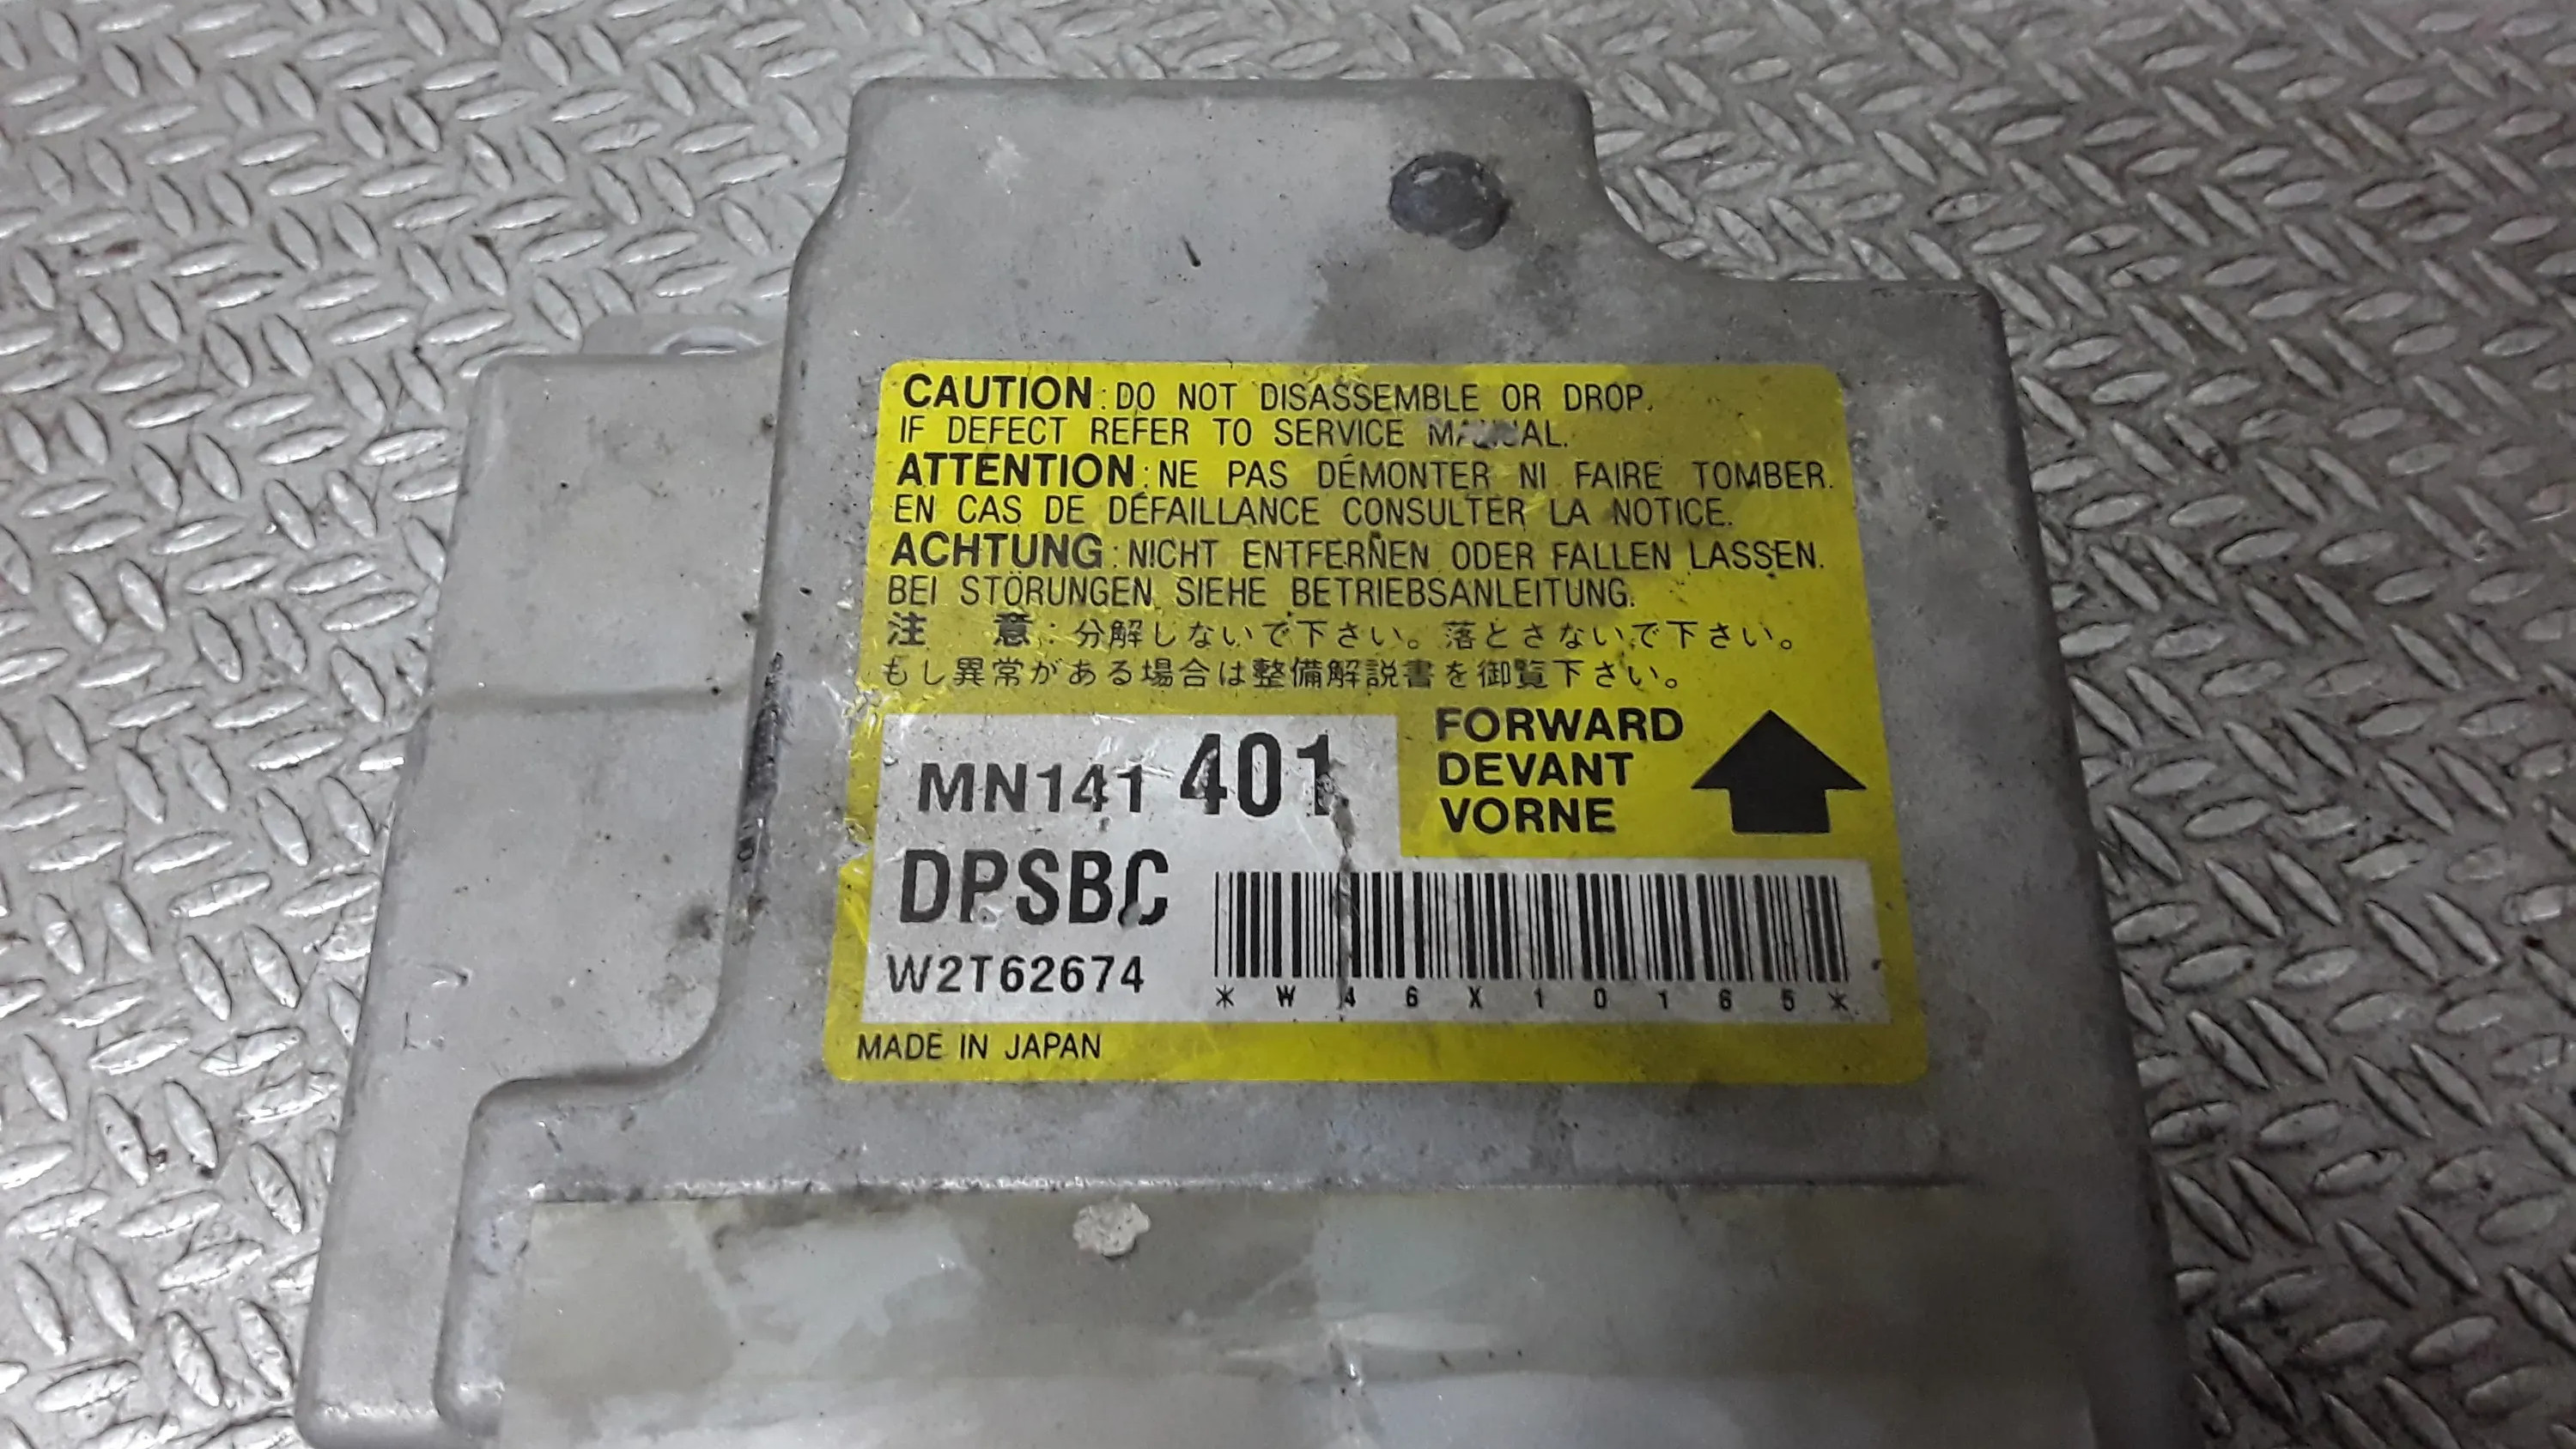 CAUTION: DO NOT DISASSEMBLE OR DROP.
IF DEFECT REFER TO SERVICE MANUAL.
ATTENTION: NE PAS DÉMONTER NI FAIRE TOMBER.
EN CAS DE DÉFAILLANCE CONSULTER LA NOTICE.
ACHTUNG: NICHT ENTFERNEN ODER FALLEN LASSEN.
BEI STÖRUNGEN SIEHE BETRIEBSANLEITUNG.
注 意: 分解しないで下さい。落とさないで下さい。
もし異常がある場合は整備解説書を御覧下さい。
FORWARD
DEVANT
VORNE
MN141 401
DPSBC
W2T62674
*W46X10165*
MADE IN JAPAN